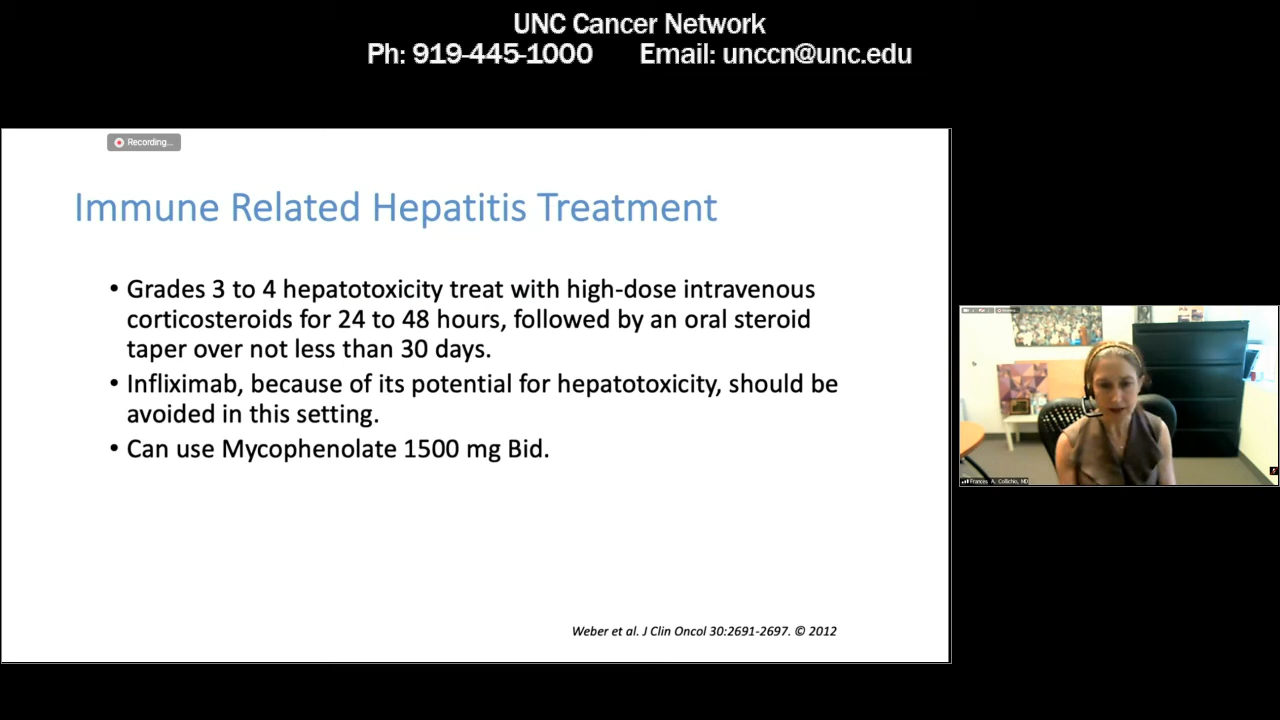 UNC Cancer Network
Ph: 919-445-1000 Email: unccn@unc.edu
Recording...
Immune Related Hepatitis Treatment
• Grades 3 to 4 hepatotoxicity treat with high-dose intravenous
corticosteroids for 24 to 48 hours, followed by an oral steroid
taper over not less than 30 days.
• Infliximab, because of its potential for hepatotoxicity, should be
avoided in this setting.
• Can use Mycophenolate 1500 mg Bid.
Weber et al. J Clin Oncol 30:2691-2697. © 2012
Frances A. Collichio, MD